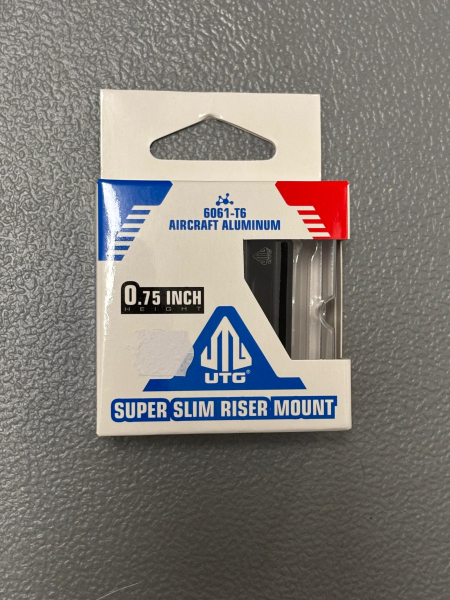 6061-T6
AIRCRAFT ALUMINUM
0.75 INCH
HEIGHT
UTG®
SUPER SLIM RISER MOUNT